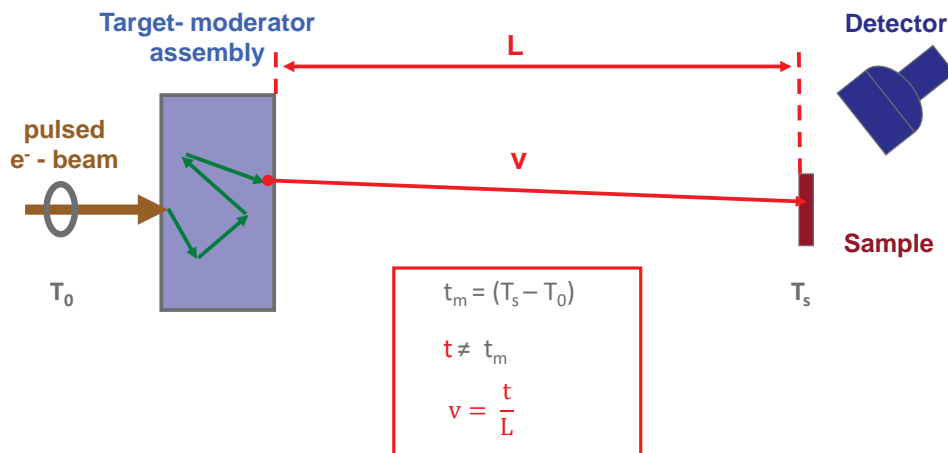 Target- moderator
assembly
L
Detector
pulsed
e⁻ - beam
v
Sample
T₀
Tₛ
tₘ = (Tₛ – T₀)
t ≠ tₘ
v = t/L